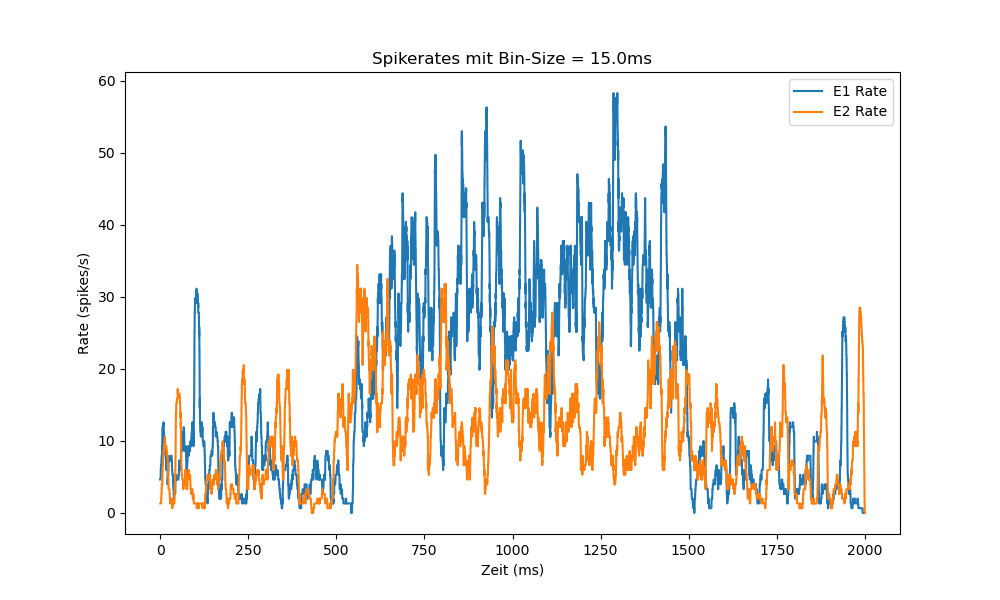 Spikerates mit Bin-Size = 15.0ms
E1 Rate
E2 Rate
60
50
40
30
20
10
0
Rate (spikes/s)
0 250 500 750 1000 1250 1500 1750 2000
Zeit (ms)